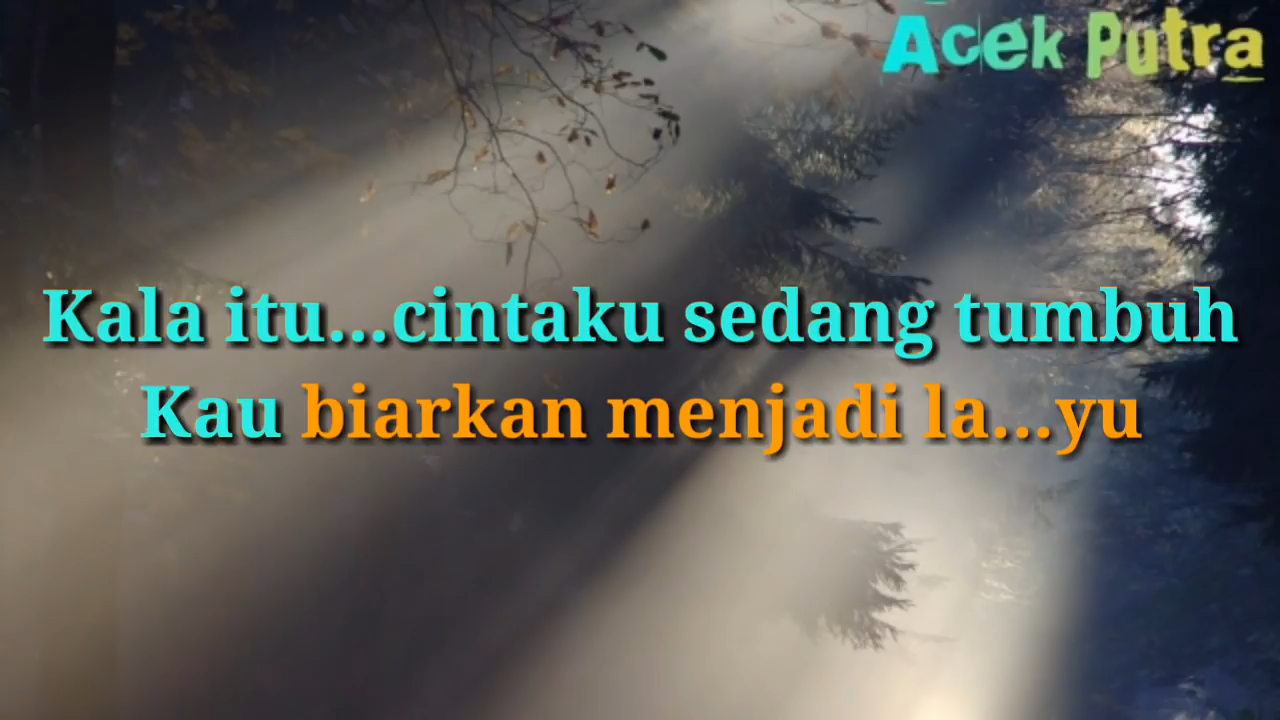 Acek Putra
Kala itu...cintaku sedang tumbuh
Kau biarkan menjadi la...yu